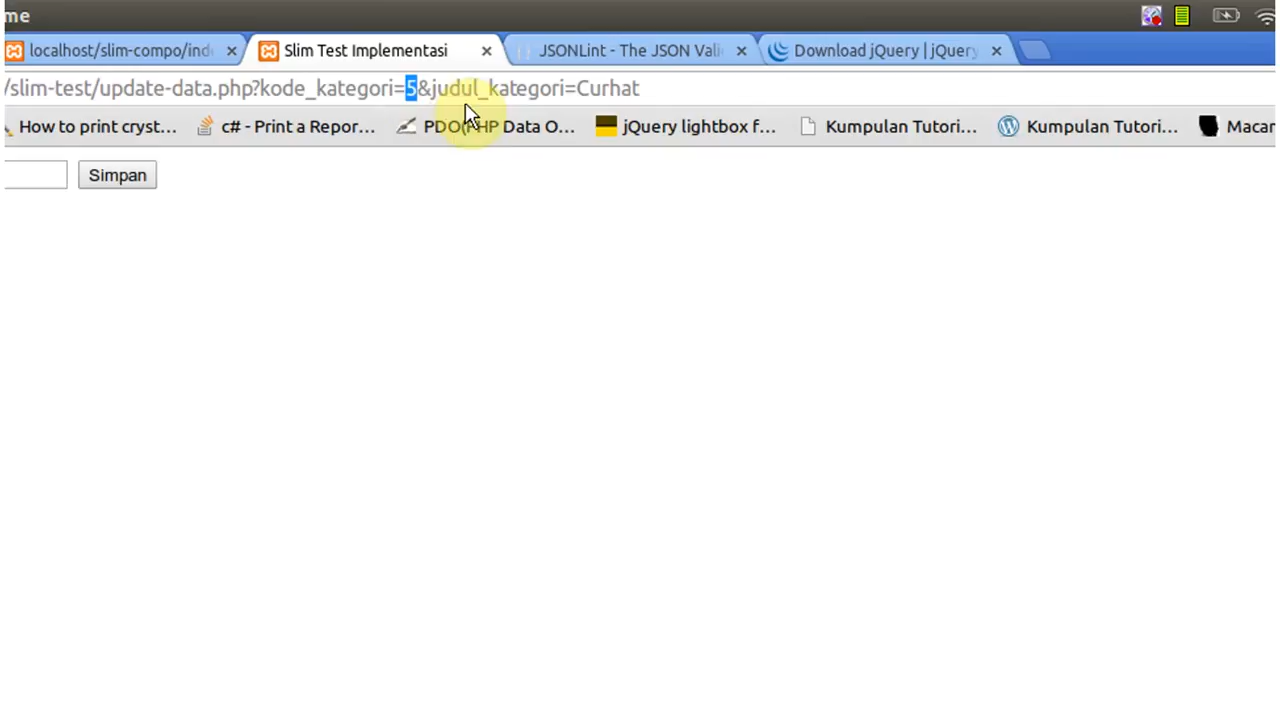 me
localhost/slim-compo/ind
Slim Test Implementasi
JSONLint - The JSON Vali
Download jQuery | jQuery
/slim-test/update-data.php?kode_kategori=5&judul_kategori=Curhat
How to print cryst... c# - Print a Repor... PDO(PHP Data O... jQuery lightbox f... Kumpulan Tutori... Kumpulan Tutori... Macan
Simpan